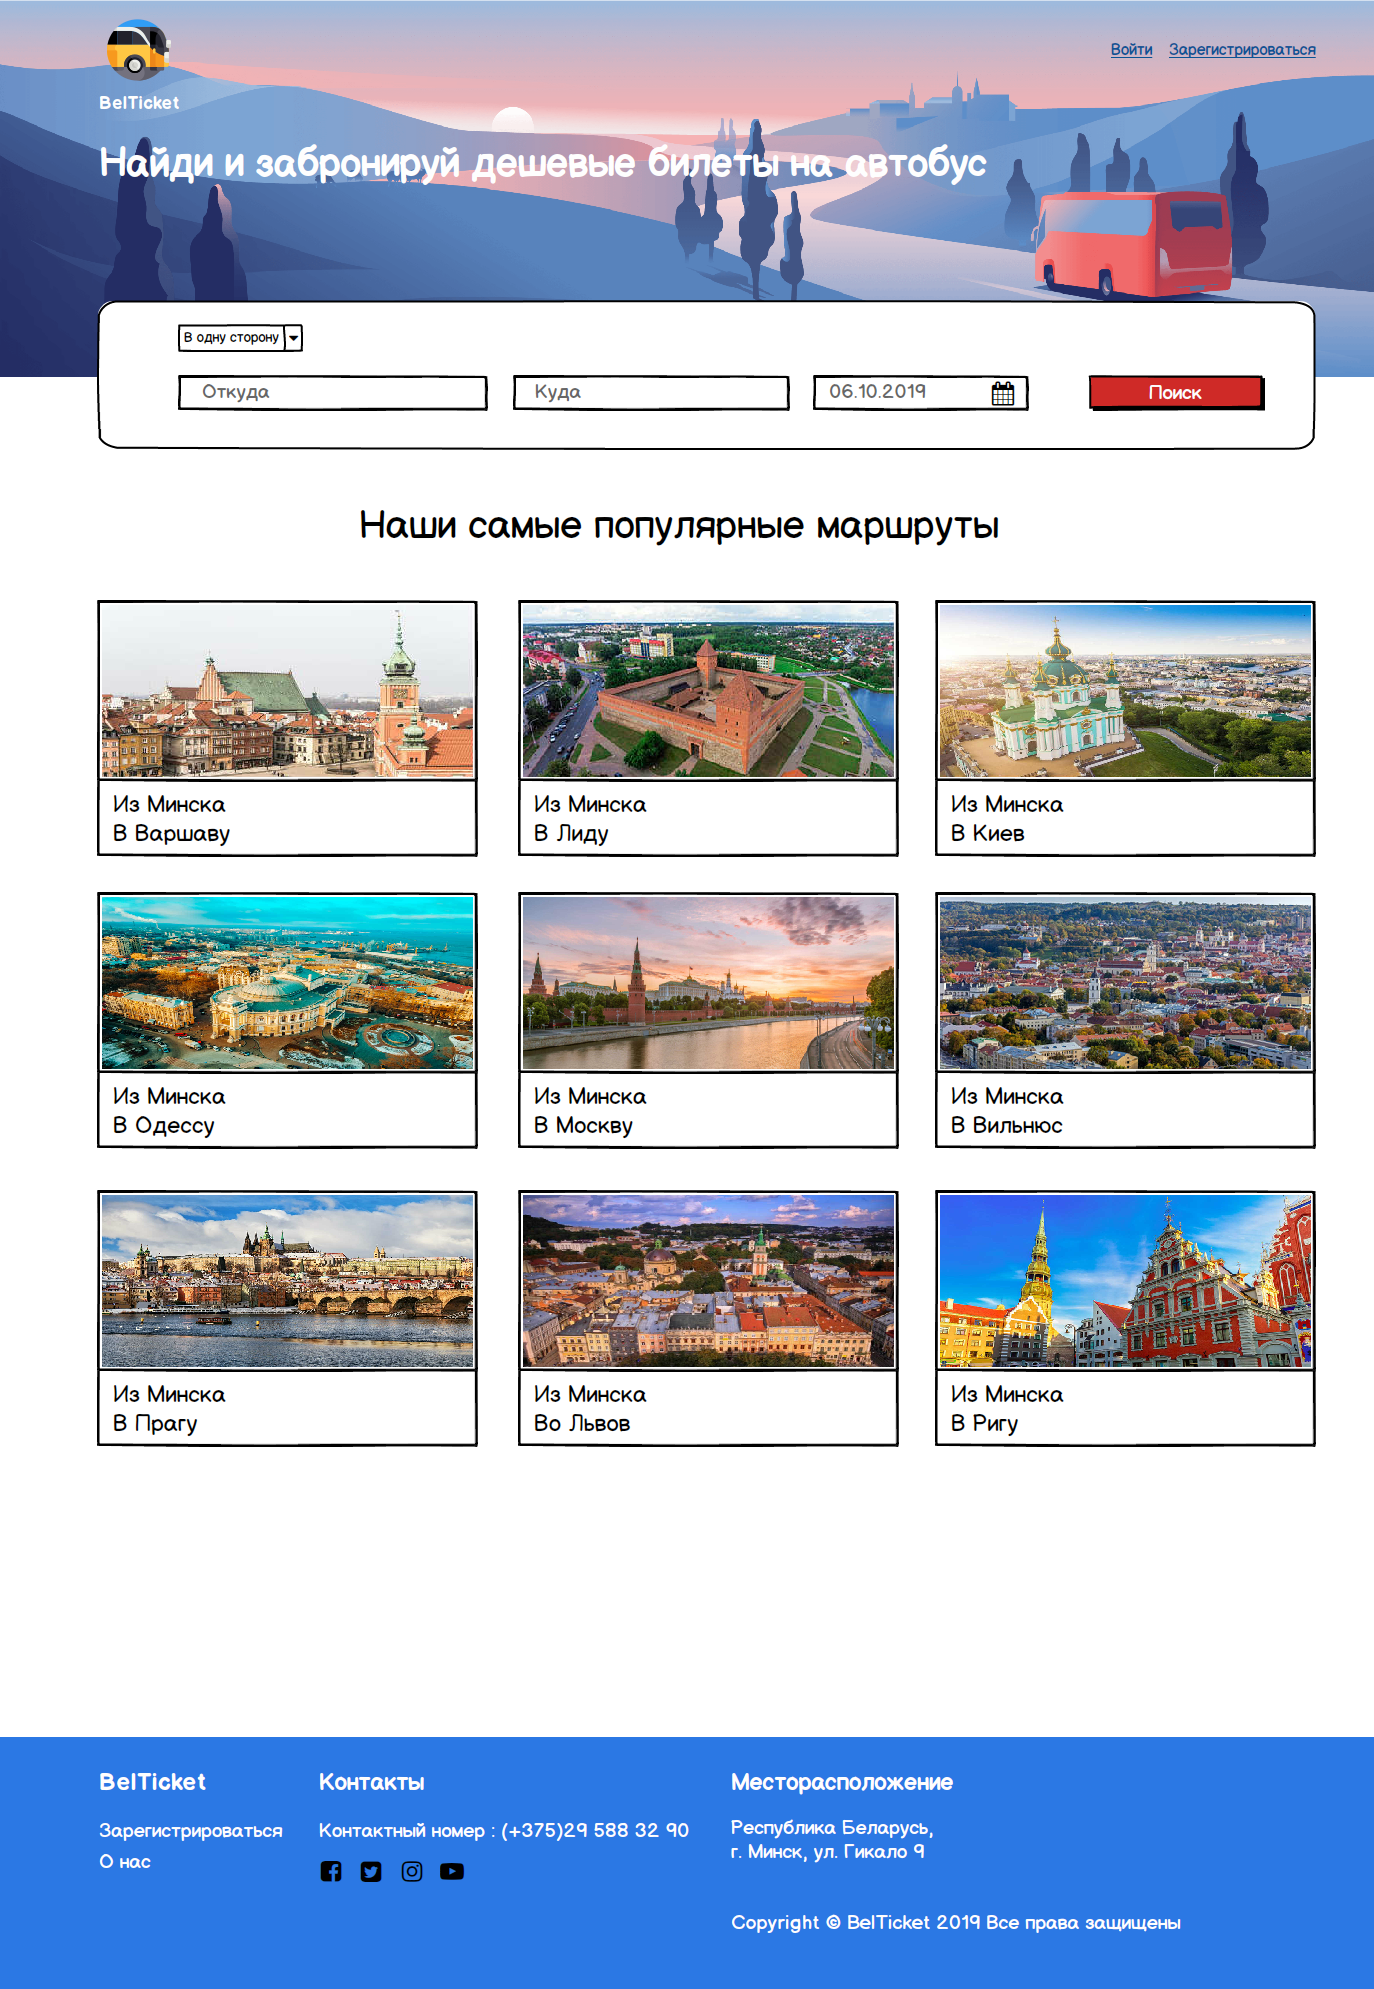 Войти Зарегистрироваться
BelTicket
Найди и забронируй дешевые билеты на автобус
В одну сторону
Откуда Куда 06.10.2019 Поиск
Наши самые популярные маршруты
Из Минска
В Варшаву
Из Минска
В Лиду
Из Минска
В Киев
Из Минска
В Одессу
Из Минска
В Москву
Из Минска
В Вильнюс
Из Минска
В Прагу
Из Минска
Во Львов
Из Минска
В Ригу
BelTicket
Зарегистрироваться
О нас
Контакты
Контактный номер : (+375)29 588 32 90
Месторасположение
Республика Беларусь,
г. Минск, ул. Гикало 9
Copyright © BelTicket 2019 Все права защищены